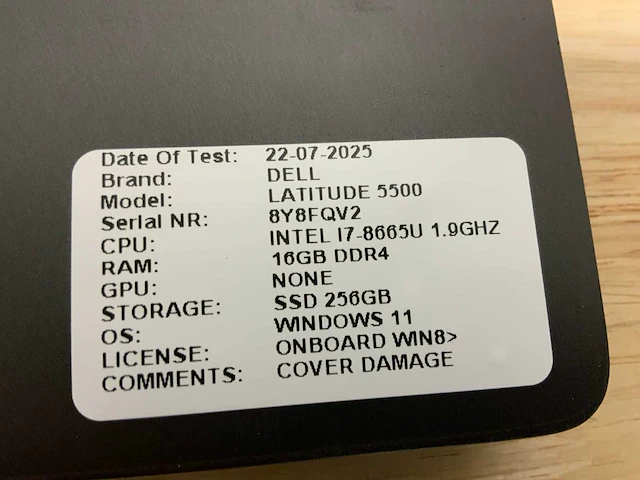 Date Of Test: 22-07-2025
Brand: DELL
Model: LATITUDE 5500
Serial NR: 8Y8FQV2
CPU: INTEL I7-8665U 1.9GHZ
RAM: 16GB DDR4
GPU: NONE
STORAGE: SSD 256GB
OS: WINDOWS 11
LICENSE: ONBOARD WIN8>
COMMENTS: COVER DAMAGE